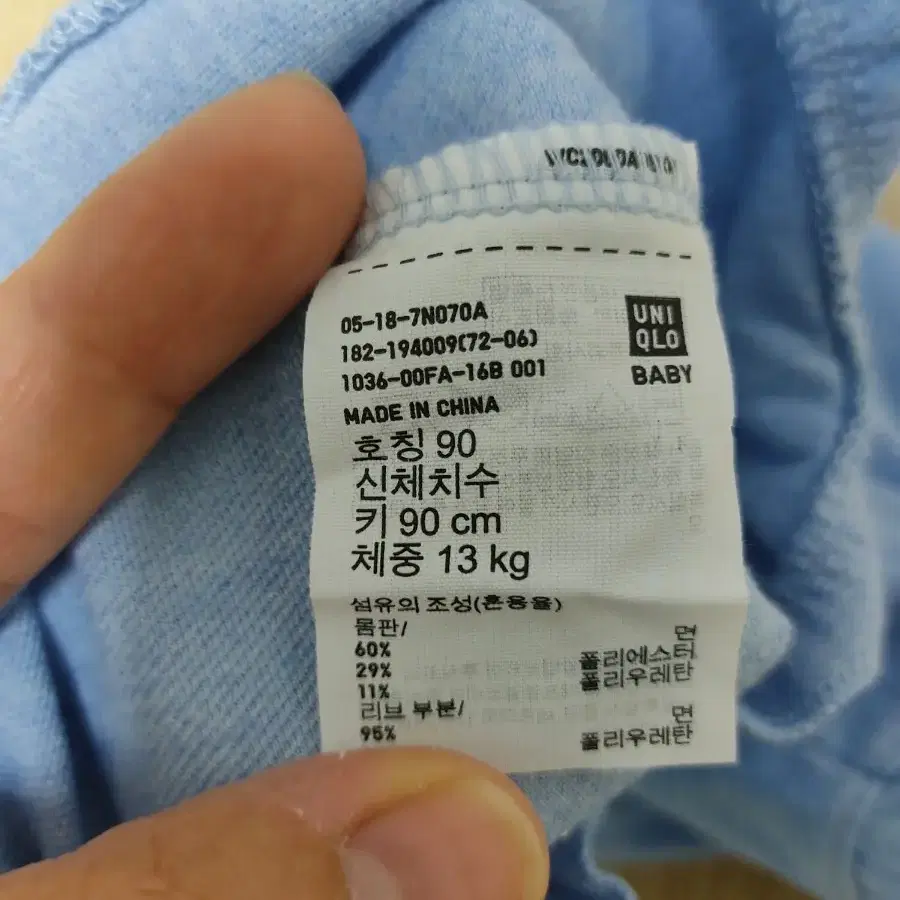 05-18-7N070A
182-194009(72-06)
1036-00FA-16B 001
UNI
QLO
BABY
MADE IN CHINA
호칭 90
신체치수
키 90 cm
체중 13 kg
섬유의 조성(혼용율)
몸판/
60% 면
29% 폴리에스터
11% 폴리우레탄
리브 부분/
95% 면
폴리우레탄